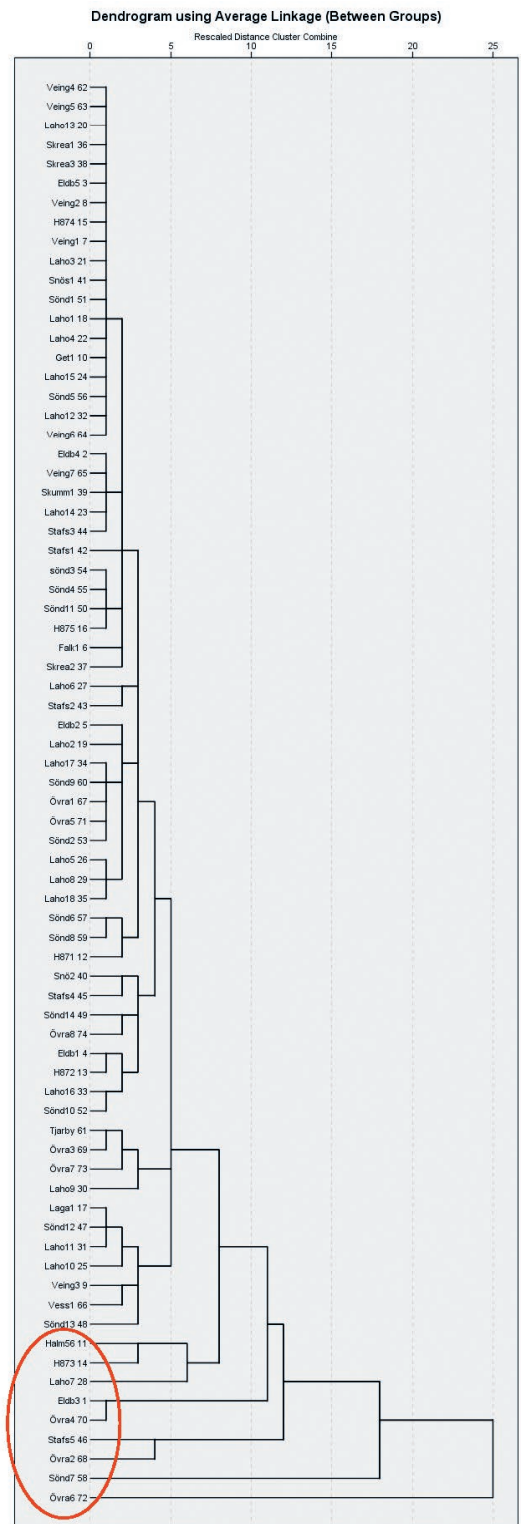 Dendrogram using Average Linkage (Between Groups)
Rescaled Distance Cluster Combine
0 5 10 15 20 25
Veing4 62
Veing5 63
Laho13 20
Skrea1 36
Skrea3 38
Eldb5 3
Veing2 8
H874 15
Veing1 7
Laho3 21
Snös1 41
Sönd1 51
Laho1 18
Laho4 22
Get1 10
Laho15 24
Sönd5 56
Laho12 32
Veing6 64
Eldb4 2
Veing7 65
Skumm1 39
Laho14 23
Stafs3 44
Stafs1 42
sönd3 54
Sönd4 55
Sönd11 50
H875 16
Falk1 6
Skrea2 37
Laho6 27
Stafs2 43
Eldb2 5
Laho2 19
Laho17 34
Sönd9 60
Övra1 67
Övra5 71
Sönd2 53
Laho5 26
Laho8 29
Laho18 35
Sönd6 57
Sönd8 59
H871 12
Snö2 40
Stafs4 45
Sönd14 49
Övra8 74
Eldb1 4
H872 13
Laho16 33
Sönd10 52
Tjarby 61
Övra3 69
Övra7 73
Laho9 30
Laga1 17
Sönd12 47
Laho11 31
Laho10 25
Veing3 9
Vess1 66
Sönd13 48
Halm56 11
H873 14
Laho7 28
Eldb3 1
Övra4 70
Stafs5 46
Övra2 68
Sönd7 58
Övra6 72